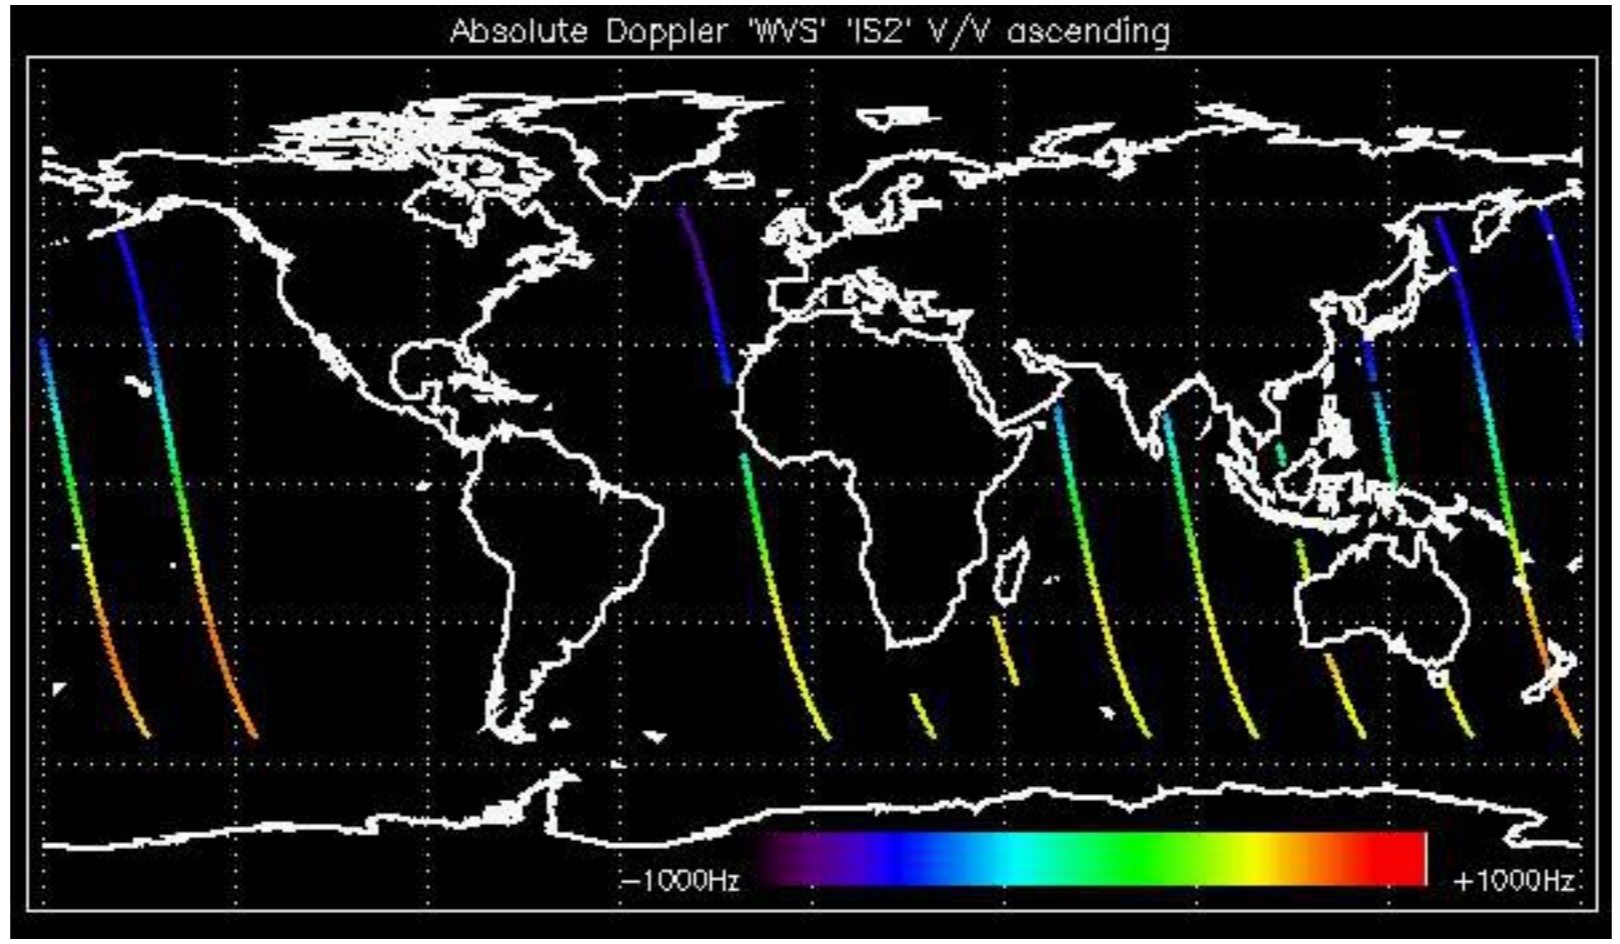 Absolute Doppler 'WVS' 'IS2' V/V ascending
−1000Hz +1000Hz